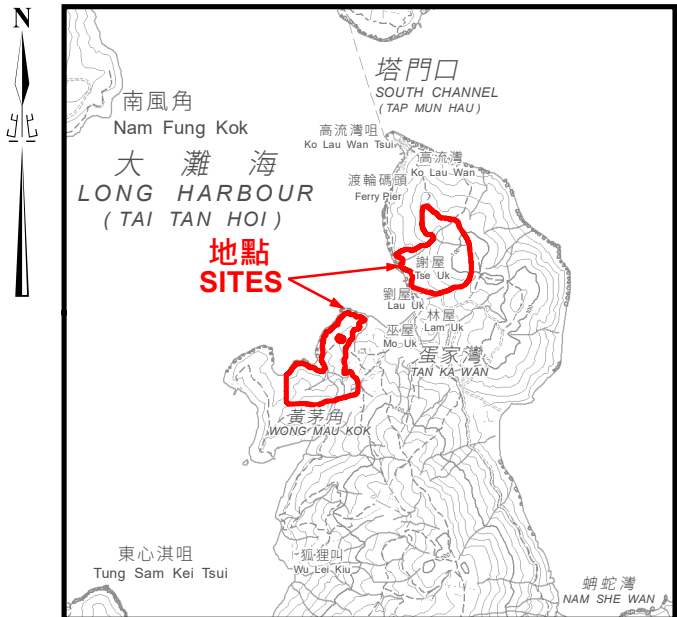 N
塔門口
SOUTH CHANNEL
(TAP MUN HAU)
南風角
Nam Fung Kok
高流灣咀
Ko Lau Wan Tsui
高流灣
Ko Lau Wan
大灘海
LONG HARBOUR
(TAI TAN HOI)
渡輪碼頭
Ferry Pier
地點
SITES
謝屋
Tse Uk
劉屋
Lau Uk
林屋
Lam Uk
巫屋
Mo Uk
蛋家灣
TAN KA WAN
黃茅角
WONG MAU KOK
東心淇咀
Tung Sam Kei Tsui
狐狸叫
Wu Lei Kiu
蚺蛇灣
NAM SHE WAN